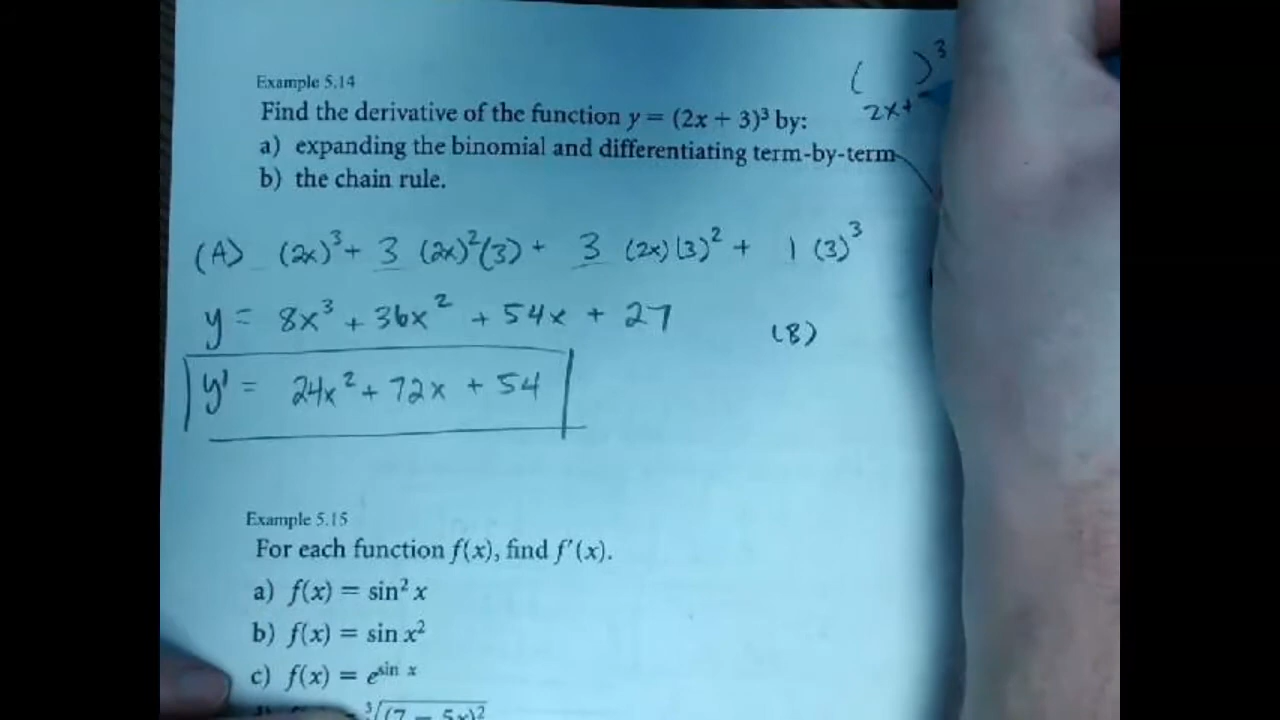 Example 5.14
( )³
2x+
Find the derivative of the function y = (2x + 3)³ by:
a) expanding the binomial and differentiating term-by-term
b) the chain rule.
(A) (2x)³ + 3 (2x)²(3) + 3 (2x)(3)² + 1 (3)³
y = 8x³ + 36x² + 54x + 27
(B)
y' = 24x² + 72x + 54
Example 5.15
For each function f(x), find f'(x).
a) f(x) = sin² x
b) f(x) = sin x²
c) f(x) = e^sin x
∛(7 − 5x)²